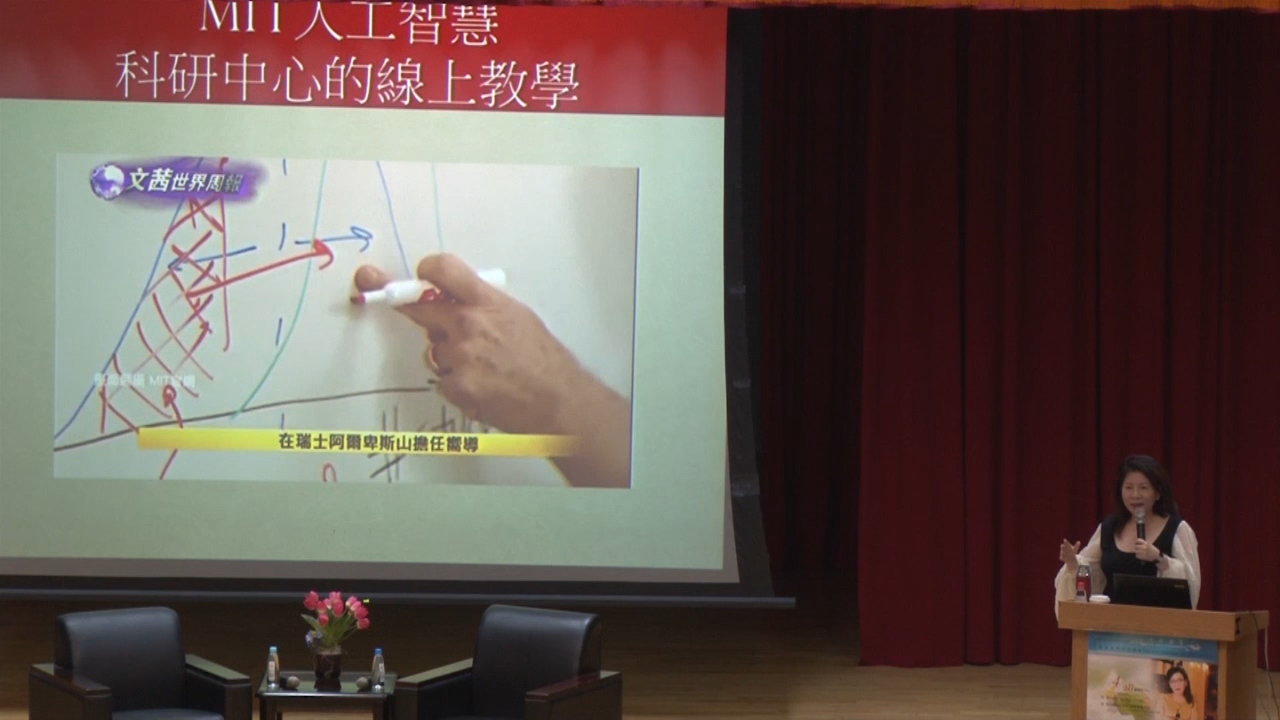 MIT人工智慧
科研中心的線上教學
文茜世界周報
在瑞士阿爾卑斯山擔任嚮導